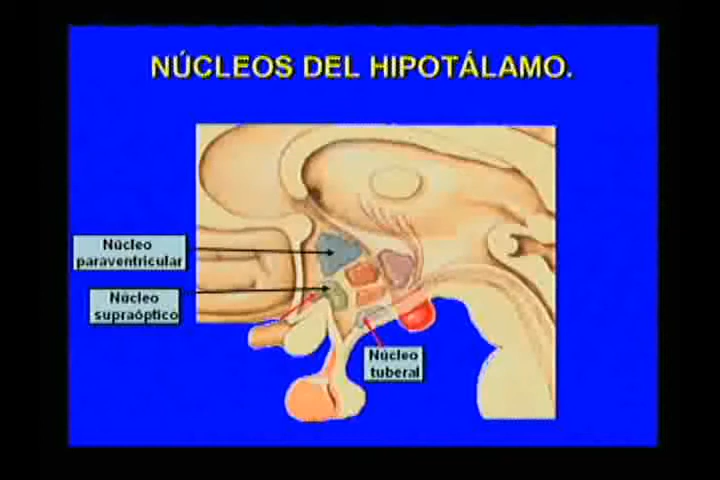 NÚCLEOS DEL HIPOTÁLAMO.
Núcleo
paraventricular
Núcleo
supraóptico
Núcleo
tuberal